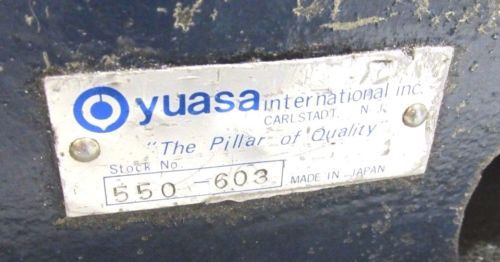 yuasa international inc.
CARLSTADT, N.J.
"The Pillar of Quality"
Stock No.
550-603 MADE IN JAPAN